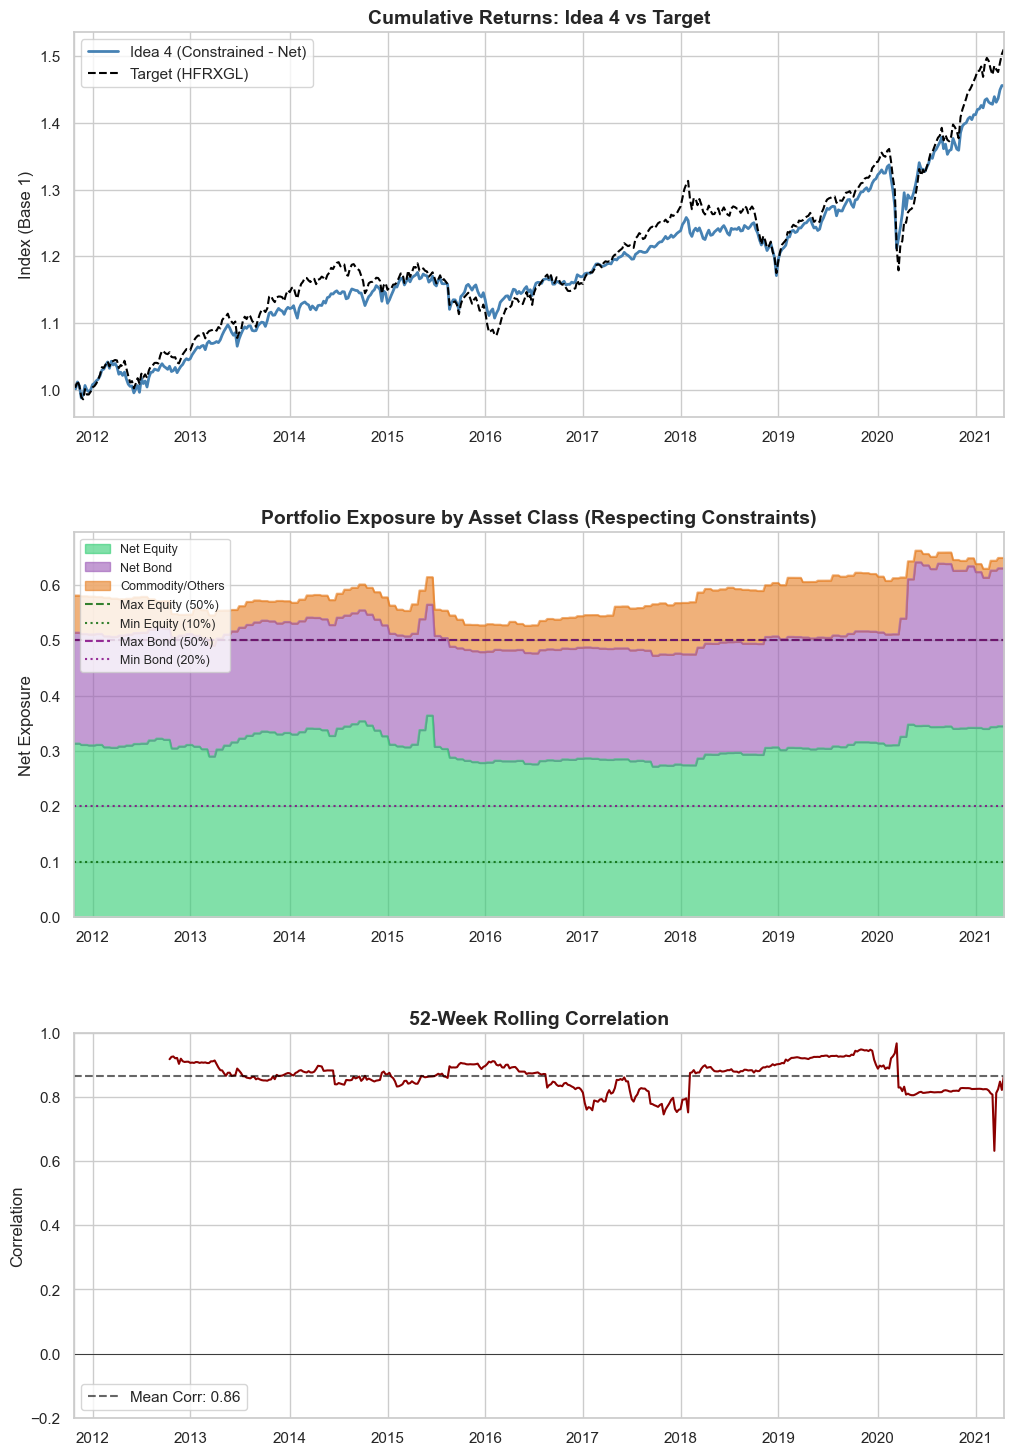 Cumulative Returns: Idea 4 vs Target
Idea 4 (Constrained - Net)
Target (HFRXGL)
Index (Base 1)
1.5
1.4
1.3
1.2
1.1
1.0
2012 2013 2014 2015 2016 2017 2018 2019 2020 2021
Portfolio Exposure by Asset Class (Respecting Constraints)
Net Equity
Net Bond
Commodity/Others
Max Equity (50%)
Min Equity (10%)
Max Bond (50%)
Min Bond (20%)
Net Exposure
0.6
0.5
0.4
0.3
0.2
0.1
0.0
2012 2013 2014 2015 2016 2017 2018 2019 2020 2021
52-Week Rolling Correlation
Correlation
1.0
0.8
0.6
0.4
0.2
0.0
−0.2
Mean Corr: 0.86
2012 2013 2014 2015 2016 2017 2018 2019 2020 2021